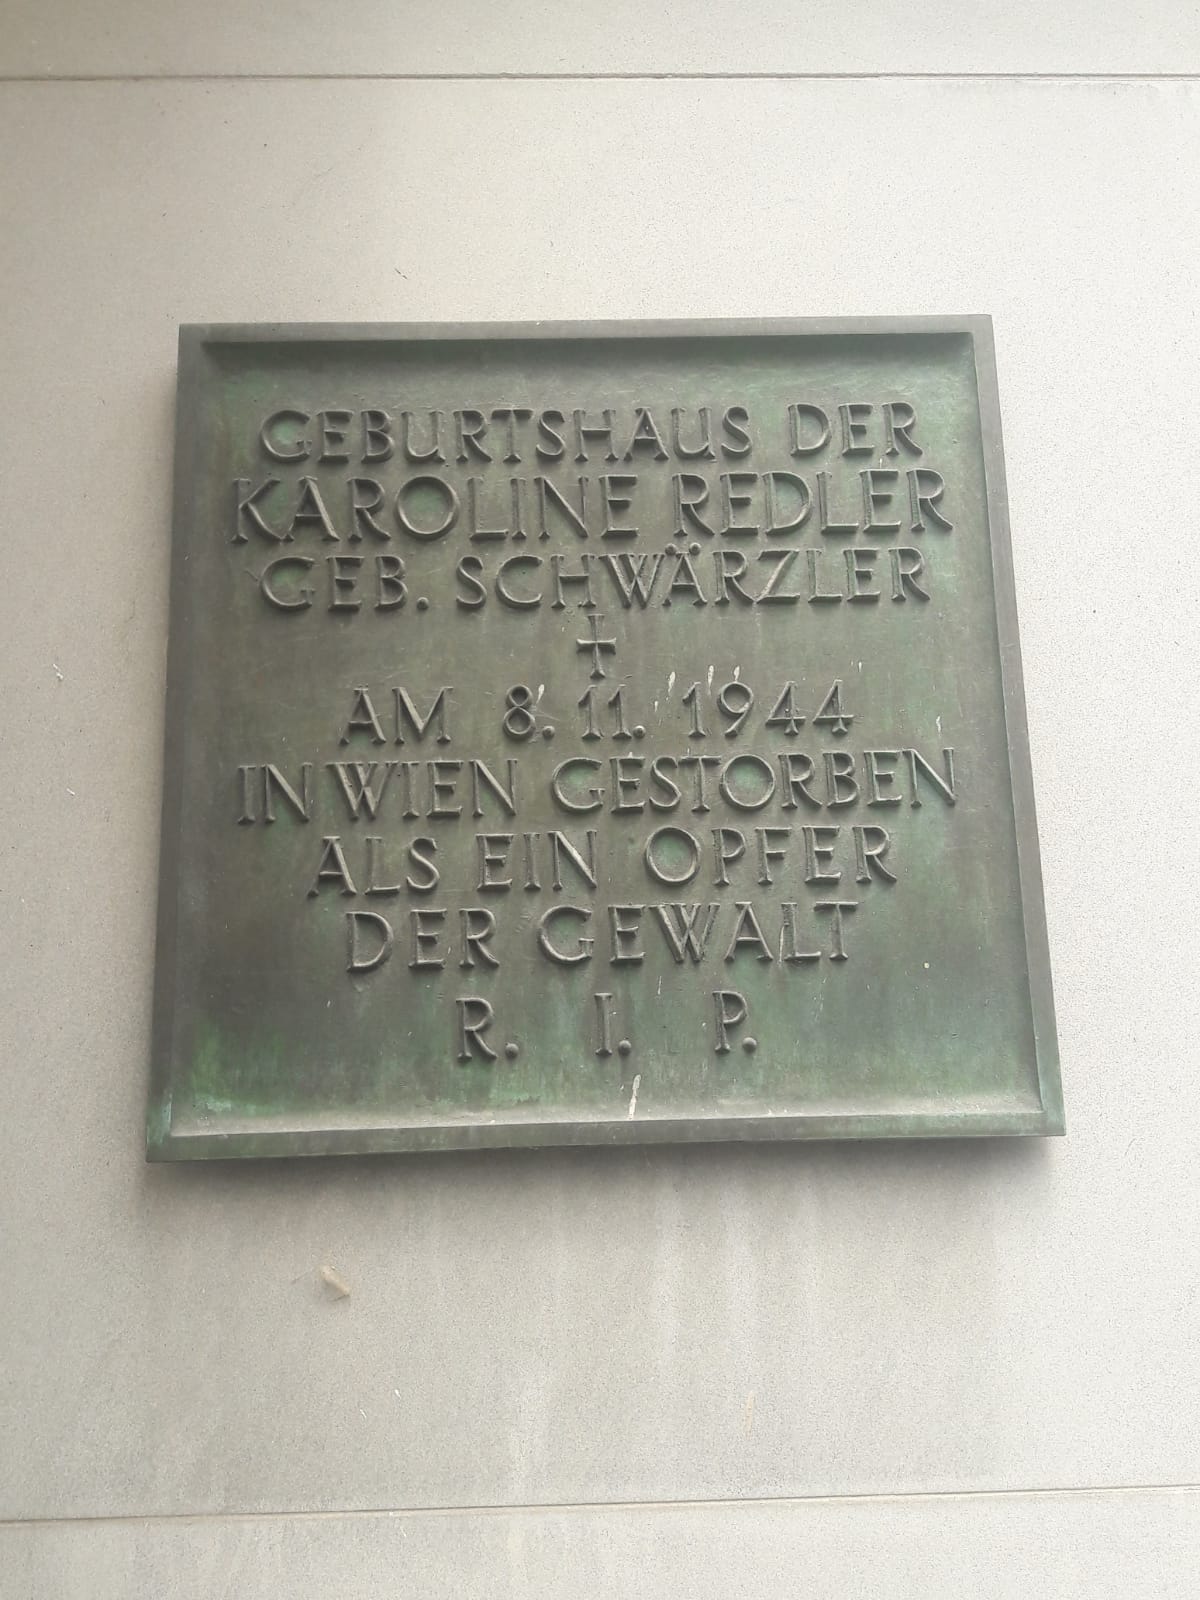 GEBURTSHAUS DER
KAROLINE REDLER
GEB. SCHWÄRZLER
✝
AM 8. 11. 1944
IN WIEN GESTORBEN
ALS EIN OPFER
DER GEWALT
R. I. P.